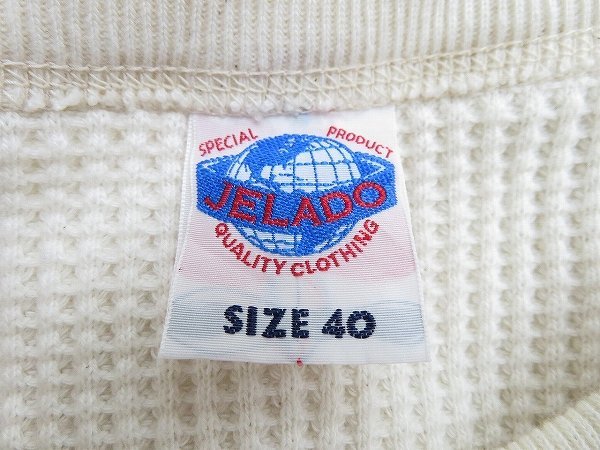 SPECIAL PRODUCT
JELADO
QUALITY CLOTHING
SIZE 40